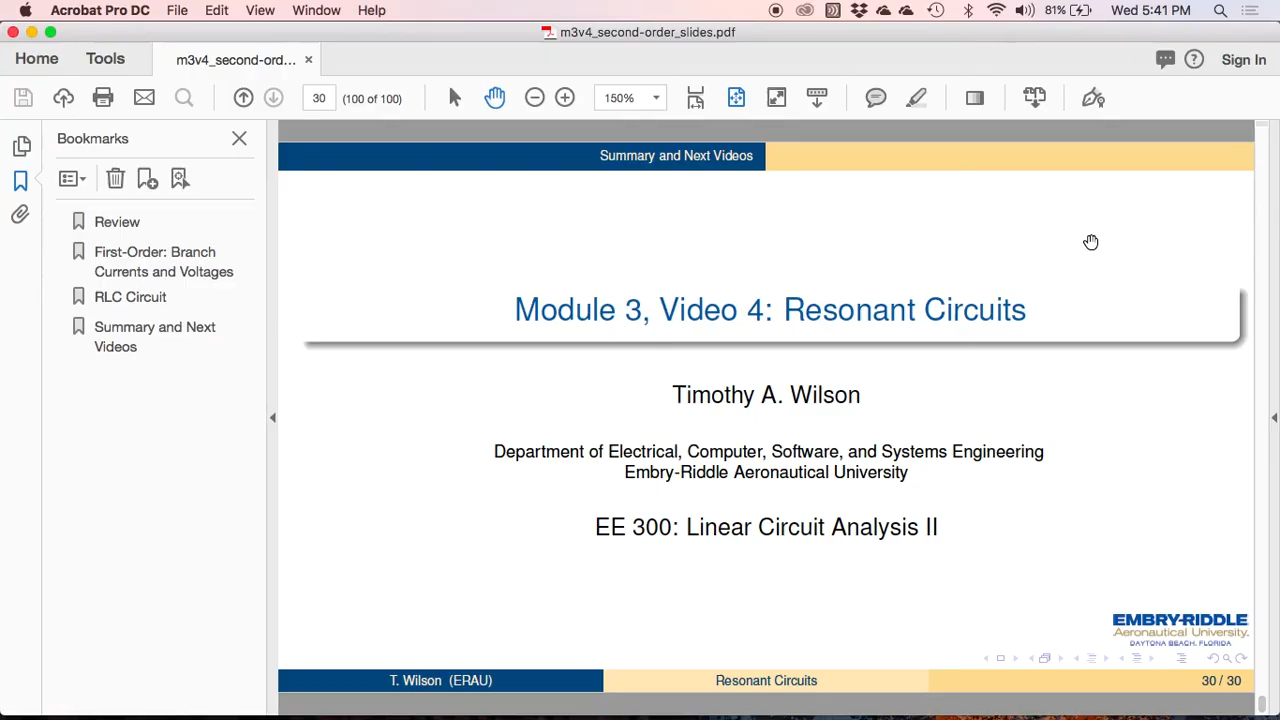 Acrobat Pro DC File Edit View Window Help 81% Wed 5:41 PM
m3v4_second-order_slides.pdf
Home Tools m3v4_second-ord... × Sign In
30 (100 of 100) 150%
Bookmarks
Review
First-Order: Branch
Currents and Voltages
RLC Circuit
Summary and Next
Videos
Summary and Next Videos
Module 3, Video 4: Resonant Circuits
Timothy A. Wilson
Department of Electrical, Computer, Software, and Systems Engineering
Embry-Riddle Aeronautical University
EE 300: Linear Circuit Analysis II
EMBRY-RIDDLE
Aeronautical University.
DAYTONA BEACH, FLORIDA
T. Wilson (ERAU) Resonant Circuits 30 / 30